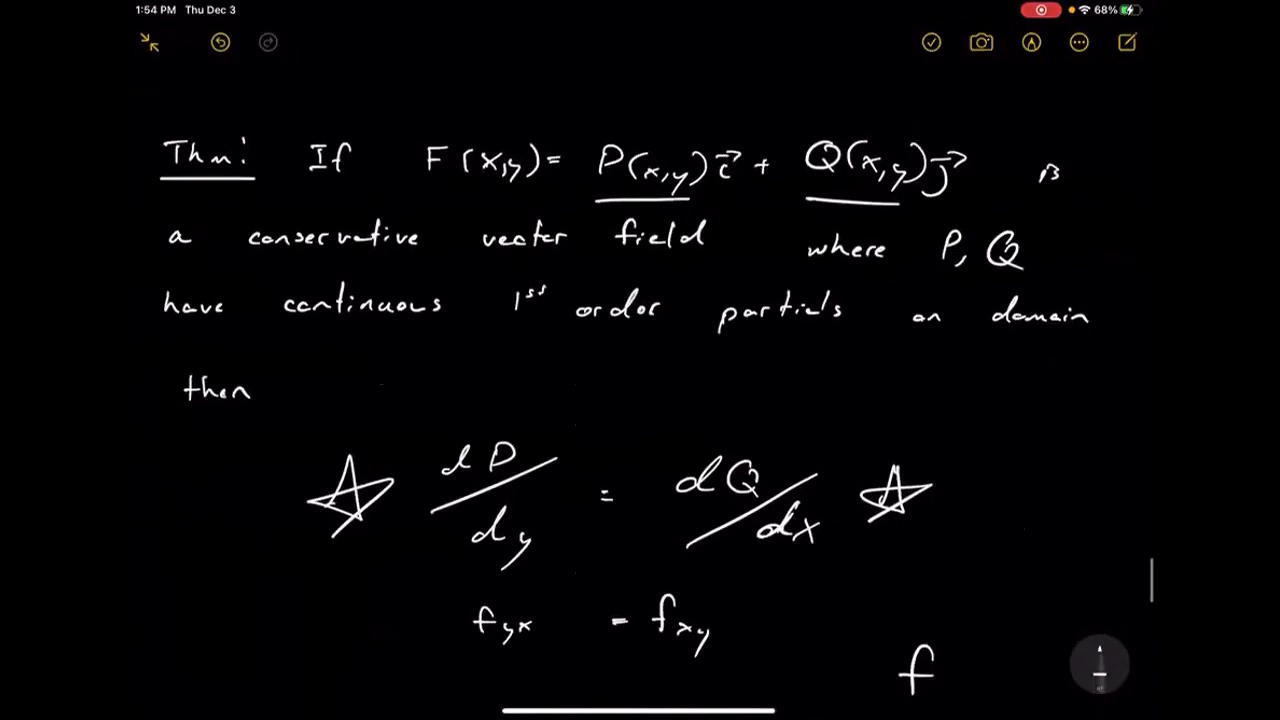 1:54 PM Thu Dec 3
68%
Thm: If F(x,y)= P(x,y)i⃗ + Q(x,y)j⃗ is
a conservative vector field where P, Q
have continuous 1st order partials on domain
then
☆ dP/dy = dQ/dx ☆
fyx = fxy
f